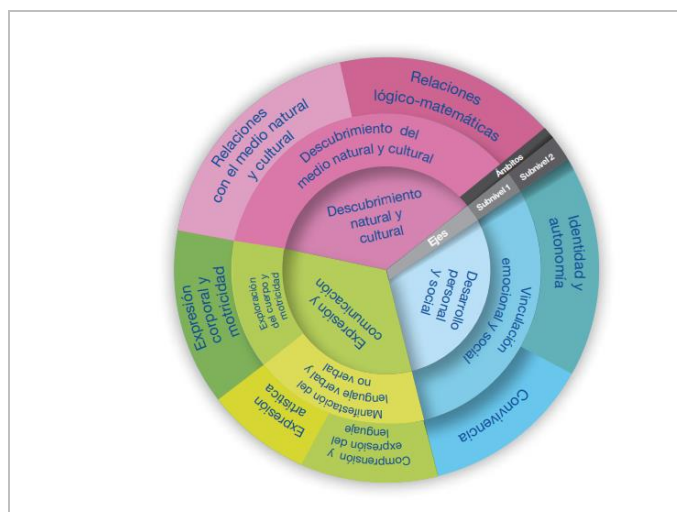 Relaciones
lógico-matemáticas
Relaciones
con el medio natural
y cultural
Descubrimiento del
medio natural y cultural
Descubrimiento
natural y
cultural
Ámbitos
Subnivel 1
Subnivel 2
Ejes
Identidad y
autonomía
Vinculación
emocional y social
Desarrollo
personal
y social
Convivencia
Expresión
corporal y
motricidad
Exploración
del cuerpo y
motricidad
Expresión y
comunicación
Manifestación del
lenguaje verbal y
no verbal
Expresión
artística
Comprensión y
expresión del
lenguaje